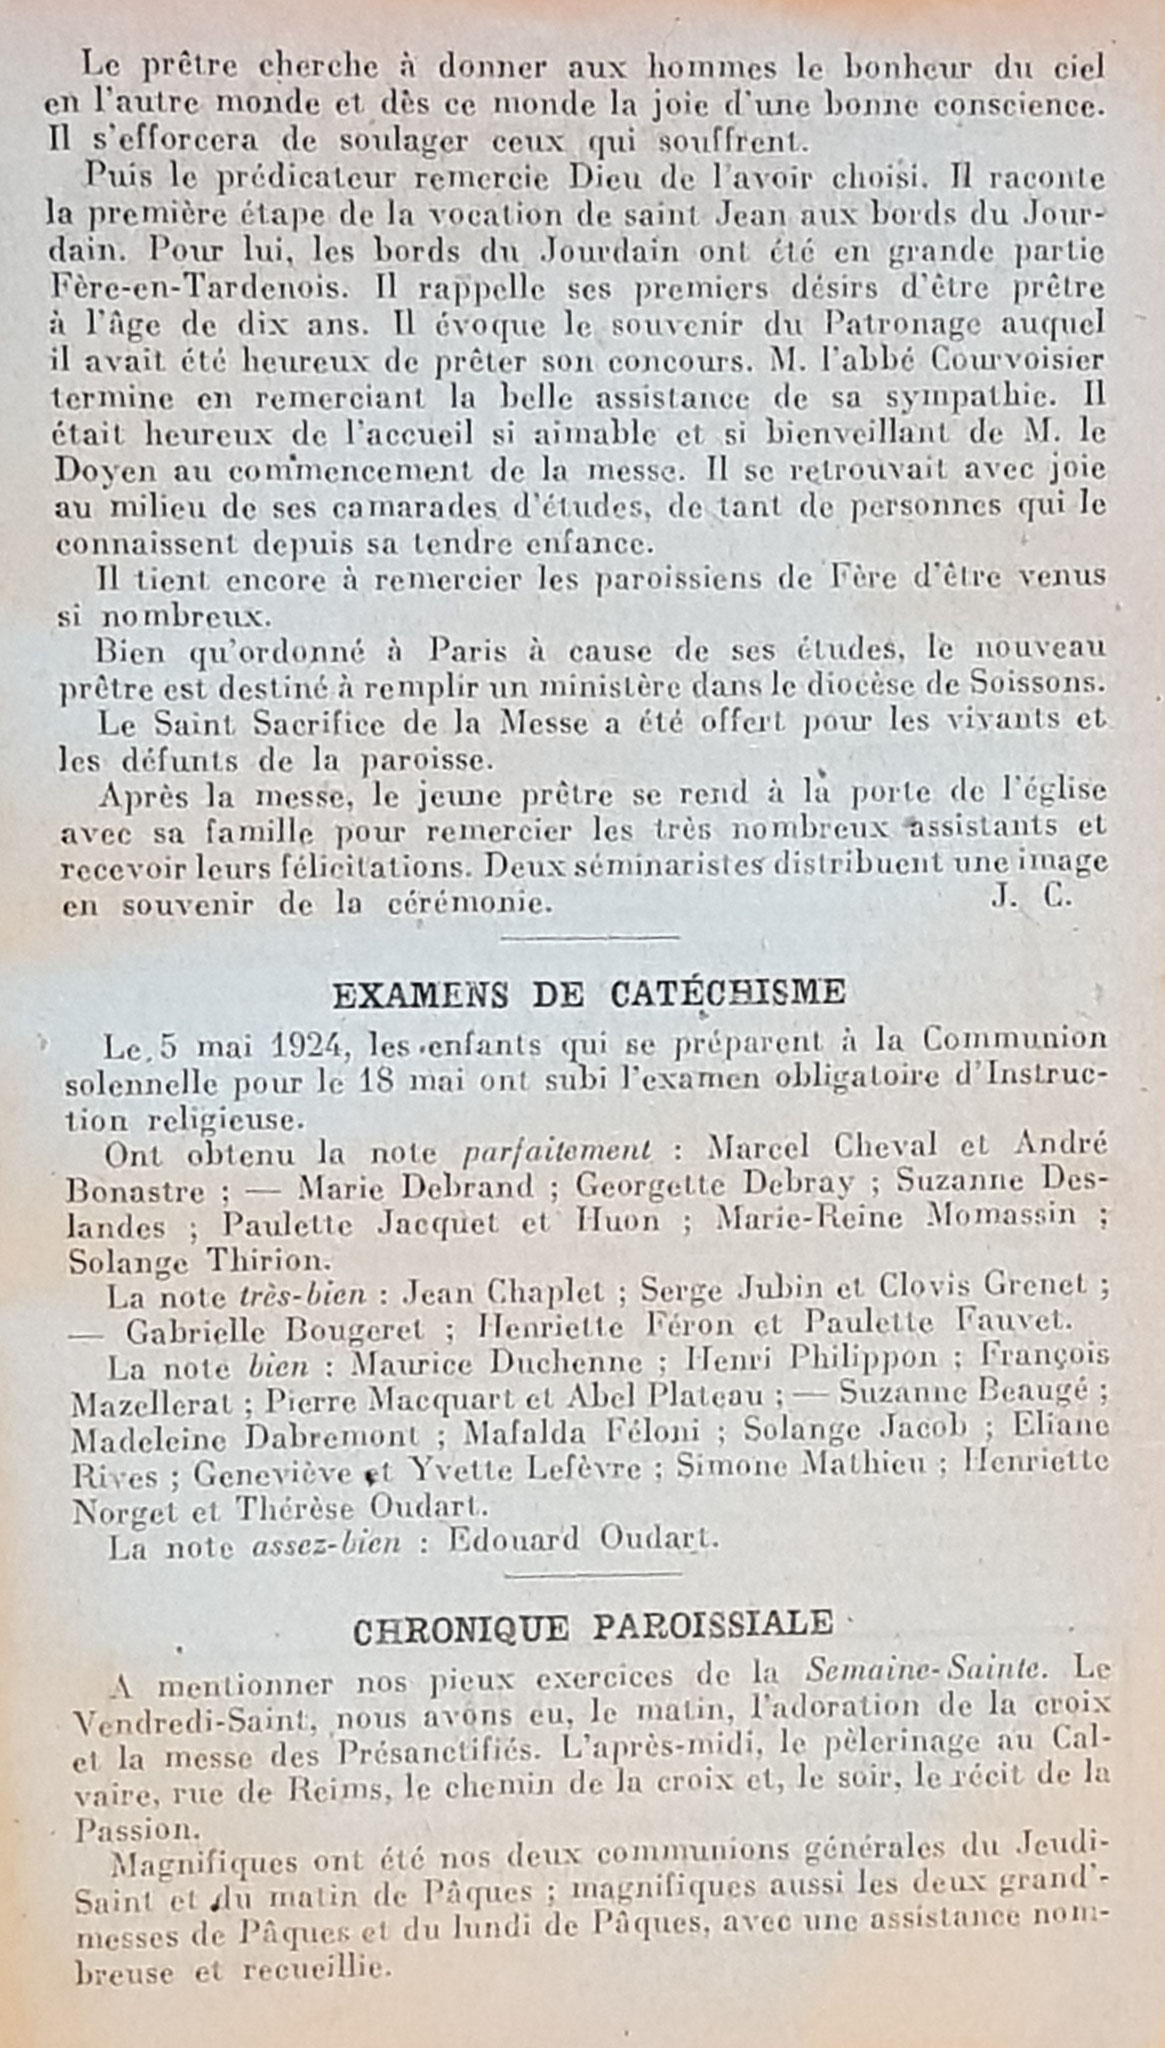 Le prêtre cherche à donner aux hommes le bonheur du ciel
en l'autre monde et dès ce monde la joie d'une bonne conscience.
Il s'efforcera de soulager ceux qui souffrent.
Puis le prédicateur remercie Dieu de l'avoir choisi. Il raconte
la première étape de la vocation de saint Jean aux bords du Jour-
dain. Pour lui, les bords du Jourdain ont été en grande partie
Fère-en-Tardenois. Il rappelle ses premiers désirs d'être prêtre
à l'âge de dix ans. Il évoque le souvenir du Patronage auquel
il avait été heureux de prêter son concours. M. l'abbé Courvoisier
termine en remerciant la belle assistance de sa sympathie. Il
était heureux de l'accueil si aimable et si bienveillant de M. le
Doyen au commencement de la messe. Il se retrouvait avec joie
au milieu de ses camarades d'études, de tant de personnes qui le
connaissent depuis sa tendre enfance.
Il tient encore à remercier les paroissiens de Fère d'être venus
si nombreux.
Bien qu'ordonné à Paris à cause de ses études, le nouveau
prêtre est destiné à remplir un ministère dans le diocèse de Soissons.
Le Saint Sacrifice de la Messe a été offert pour les vivants et
les défunts de la paroisse.
Après la messe, le jeune prêtre se rend à la porte de l'église
avec sa famille pour remercier les très nombreux assistants et
recevoir leurs félicitations. Deux séminaristes distribuent une image
en souvenir de la cérémonie. J. C.
EXAMENS DE CATÉCHISME
Le 5 mai 1924, les enfants qui se préparent à la Communion
solennelle pour le 18 mai ont subi l'examen obligatoire d'Instruc-
tion religieuse.
Ont obtenu la note parfaitement : Marcel Cheval et André
Bonastre ; — Marie Debrand ; Georgette Debray ; Suzanne Des-
landes ; Paulette Jacquet et Huon ; Marie-Reine Momassin ;
Solange Thirion.
La note très-bien : Jean Chaplet ; Serge Jubin et Clovis Grenet ;
— Gabrielle Bougeret ; Henriette Féron et Paulette Fauvet.
La note bien : Maurice Duchenne ; Henri Philippon ; François
Mazellerat ; Pierre Macquart et Abel Plateau ; — Suzanne Beaugé ;
Madeleine Dabremont ; Mafalda Féloni ; Solange Jacob ; Eliane
Rives ; Geneviève et Yvette Lefèvre ; Simone Mathieu ; Henriette
Norget et Thérèse Oudart.
La note assez-bien : Edouard Oudart.
CHRONIQUE PAROISSIALE
A mentionner nos pieux exercices de la Semaine-Sainte. Le
Vendredi-Saint, nous avons eu, le matin, l'adoration de la croix
et la messe des Présanctifiés. L'après-midi, le pèlerinage au Cal-
vaire, rue de Reims, le chemin de la croix et, le soir, le récit de la
Passion.
Magnifiques ont été nos deux communions générales du Jeudi-
Saint et du matin de Pâques ; magnifiques aussi les deux grand'-
messes de Pâques et du lundi de Pâques, avec une assistance nom-
breuse et recueillie.